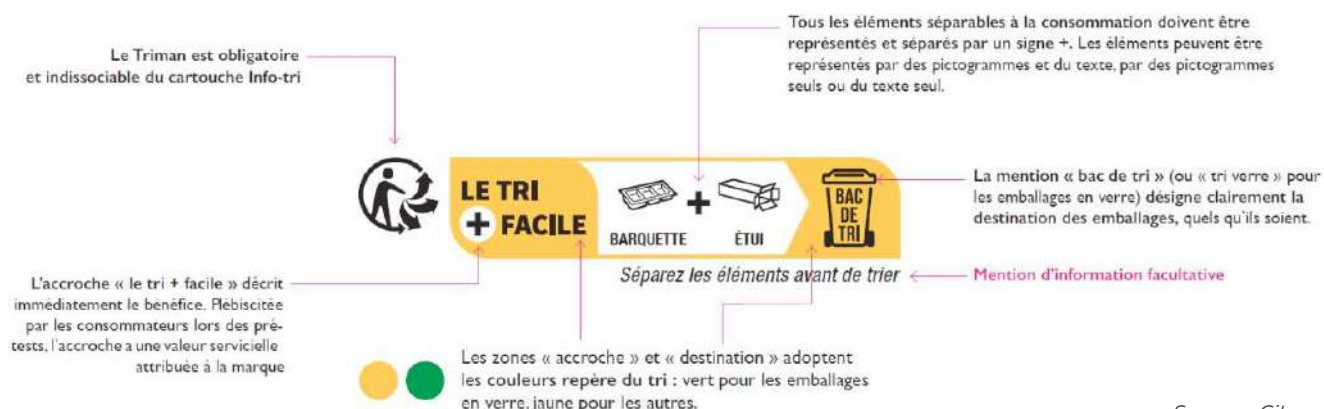 Le Triman est obligatoire
et indissociable du cartouche Info-tri
Tous les éléments séparables à la consommation doivent être
représentés et séparés par un signe +. Les éléments peuvent être
représentés par des pictogrammes et du texte, par des pictogrammes
seuls ou du texte seul.
LE TRI
+ FACILE
BARQUETTE
+
ÉTUI
BAC
DE
TRI
Séparez les éléments avant de trier
La mention « bac de tri » (ou « tri verre » pour
les emballages en verre) désigne clairement la
destination des emballages, quels qu'ils soient.
Mention d'information facultative
L'accroche « le tri + facile » décrit
immédiatement le bénéfice. Plébiscitée
par les consommateurs lors des pré-
tests, l'accroche a une valeur servicielle
attribuée à la marque
Les zones « accroche » et « destination » adoptent
les couleurs repère du tri : vert pour les emballages
en verre, jaune pour les autres.